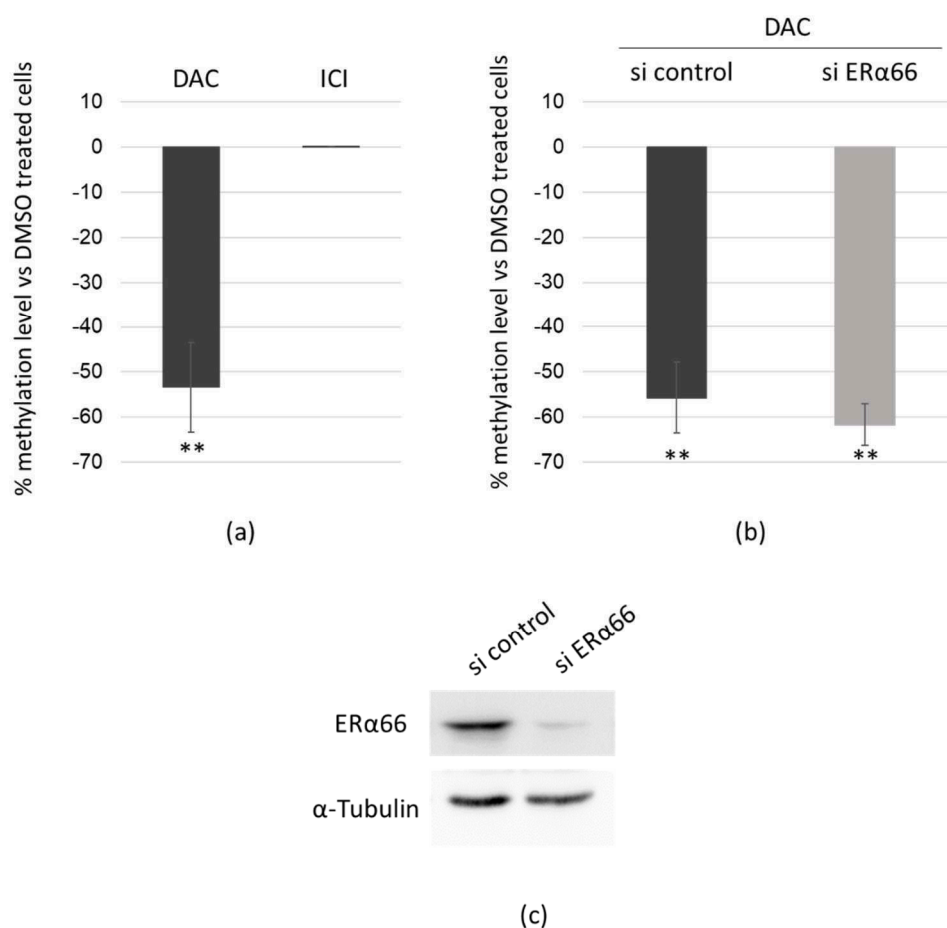 DAC ICI
10
0
-10
-20
-30
-40
-50
-60
-70
% methylation level vs DMSO treated cells
**
(a)
DAC
si control si ERα66
10
0
-10
-20
-30
-40
-50
-60
-70
% methylation level vs DMSO treated cells
** **
(b)
si control si ERα66
ERα66
α-Tubulin
(c)